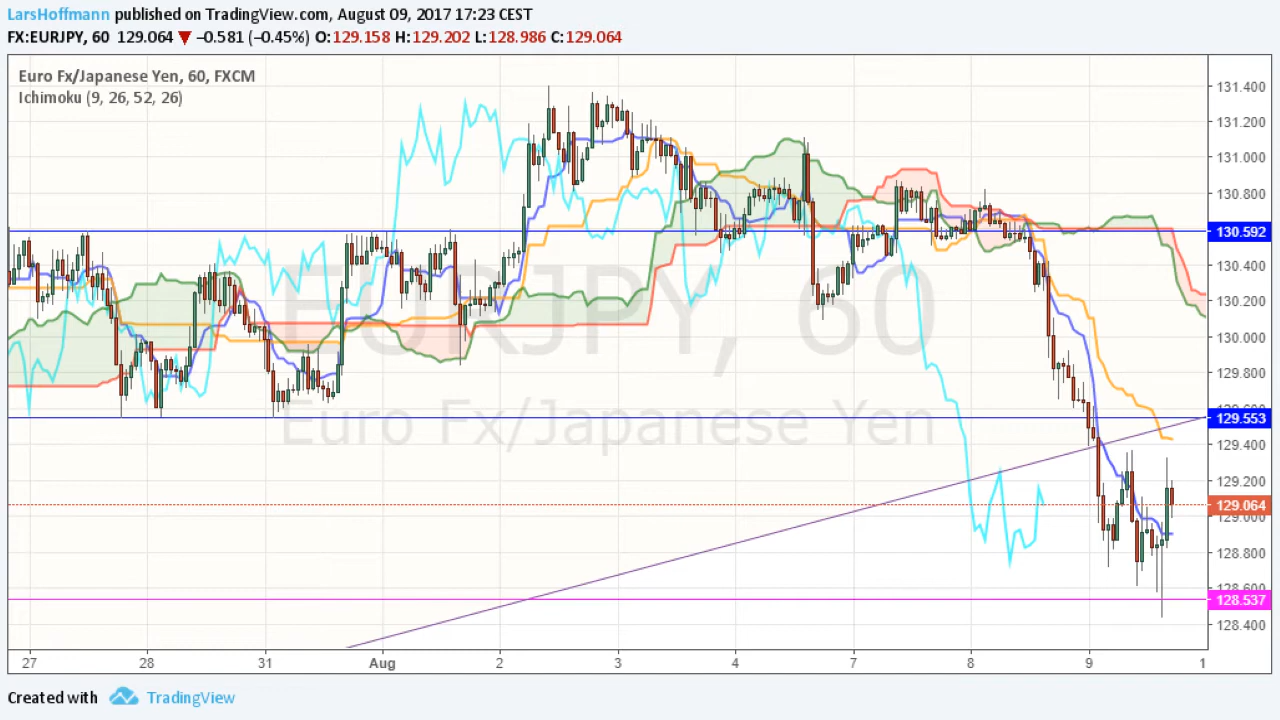 LarsHoffmann published on TradingView.com, August 09, 2017 17:23 CEST
FX:EURJPY, 60 129.064 ▼ −0.581 (−0.45%) O:129.158 H:129.202 L:128.986 C:129.064
Euro Fx/Japanese Yen, 60, FXCM
Ichimoku (9, 26, 52, 26)
EURJPY, 60
Euro Fx/Japanese Yen
131.400
131.200
131.000
130.800
130.592
130.400
130.200
130.000
129.800
129.553
129.400
129.200
129.064
129.000
128.800
128.600
128.537
128.400
27 28 31 Aug 2 3 4 7 8 9 1
Created with TradingView